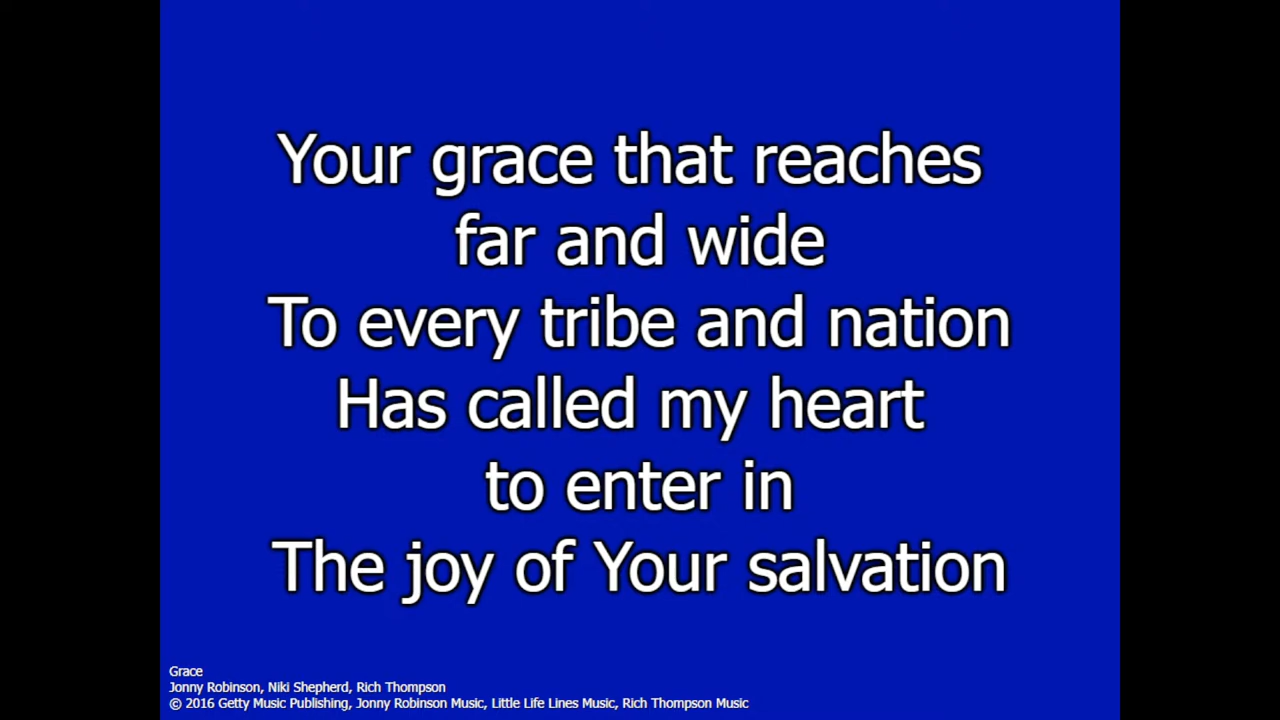 Your grace that reaches
far and wide
To every tribe and nation
Has called my heart
to enter in
The joy of Your salvation
Grace
Jonny Robinson, Niki Shepherd, Rich Thompson
© 2016 Getty Music Publishing, Jonny Robinson Music, Little Life Lines Music, Rich Thompson Music